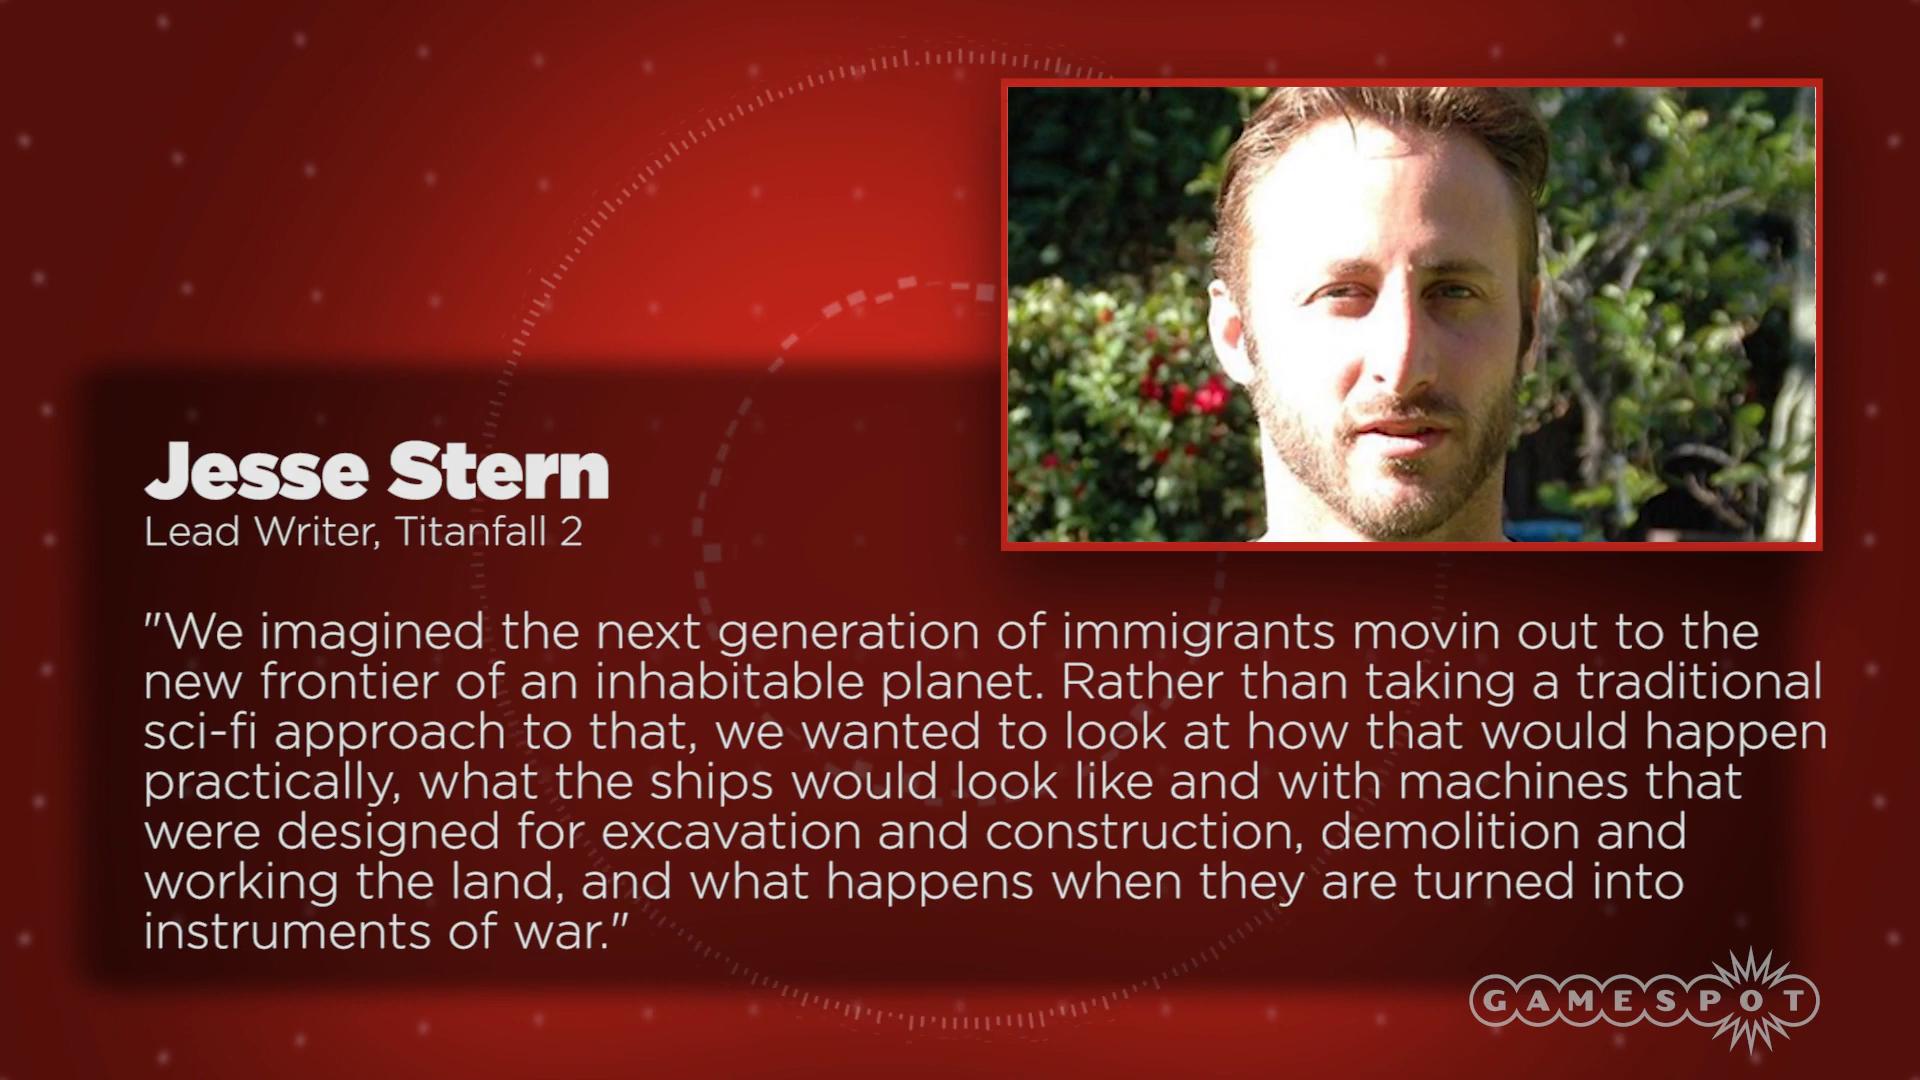 Jesse Stern
Lead Writer, Titanfall 2
"We imagined the next generation of immigrants movin out to the
new frontier of an inhabitable planet. Rather than taking a traditional
sci-fi approach to that, we wanted to look at how that would happen
practically, what the ships would look like and with machines that
were designed for excavation and construction, demolition and
working the land, and what happens when they are turned into
instruments of war."
GAMESPOT